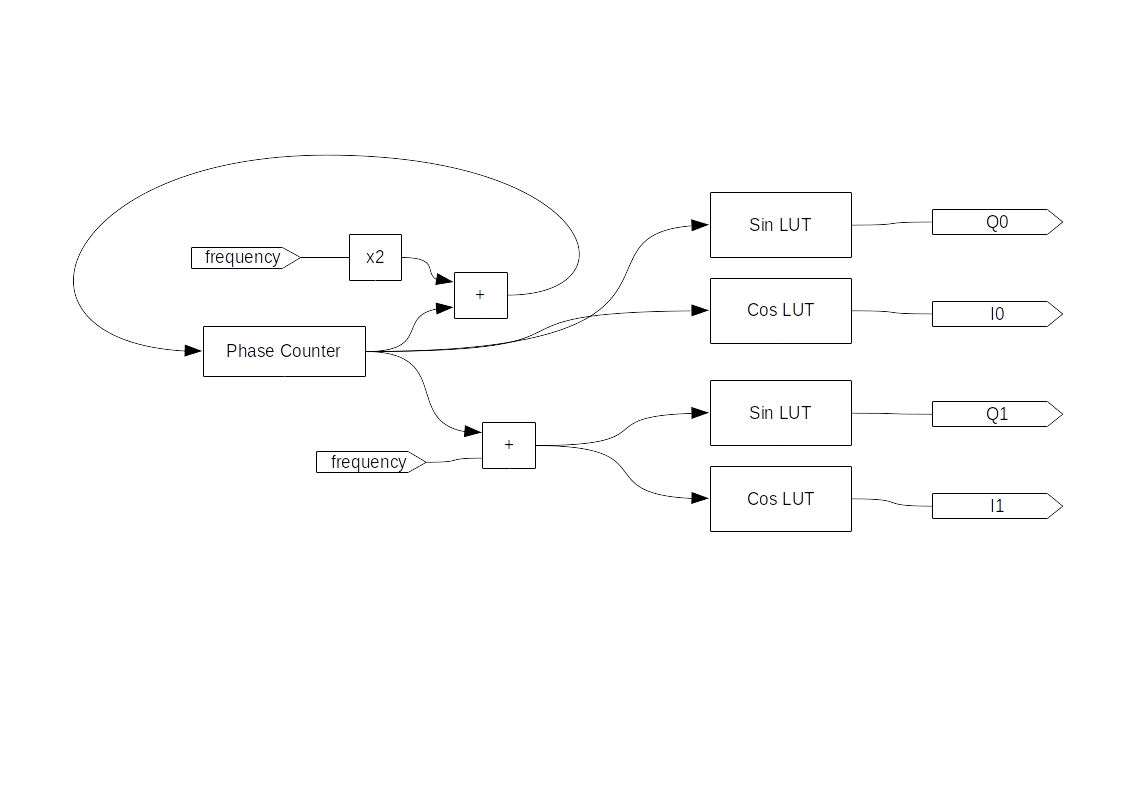 Sin LUT
Q0
frequency
x2
+
Cos LUT
I0
Phase Counter
Sin LUT
Q1
+
frequency
Cos LUT
I1